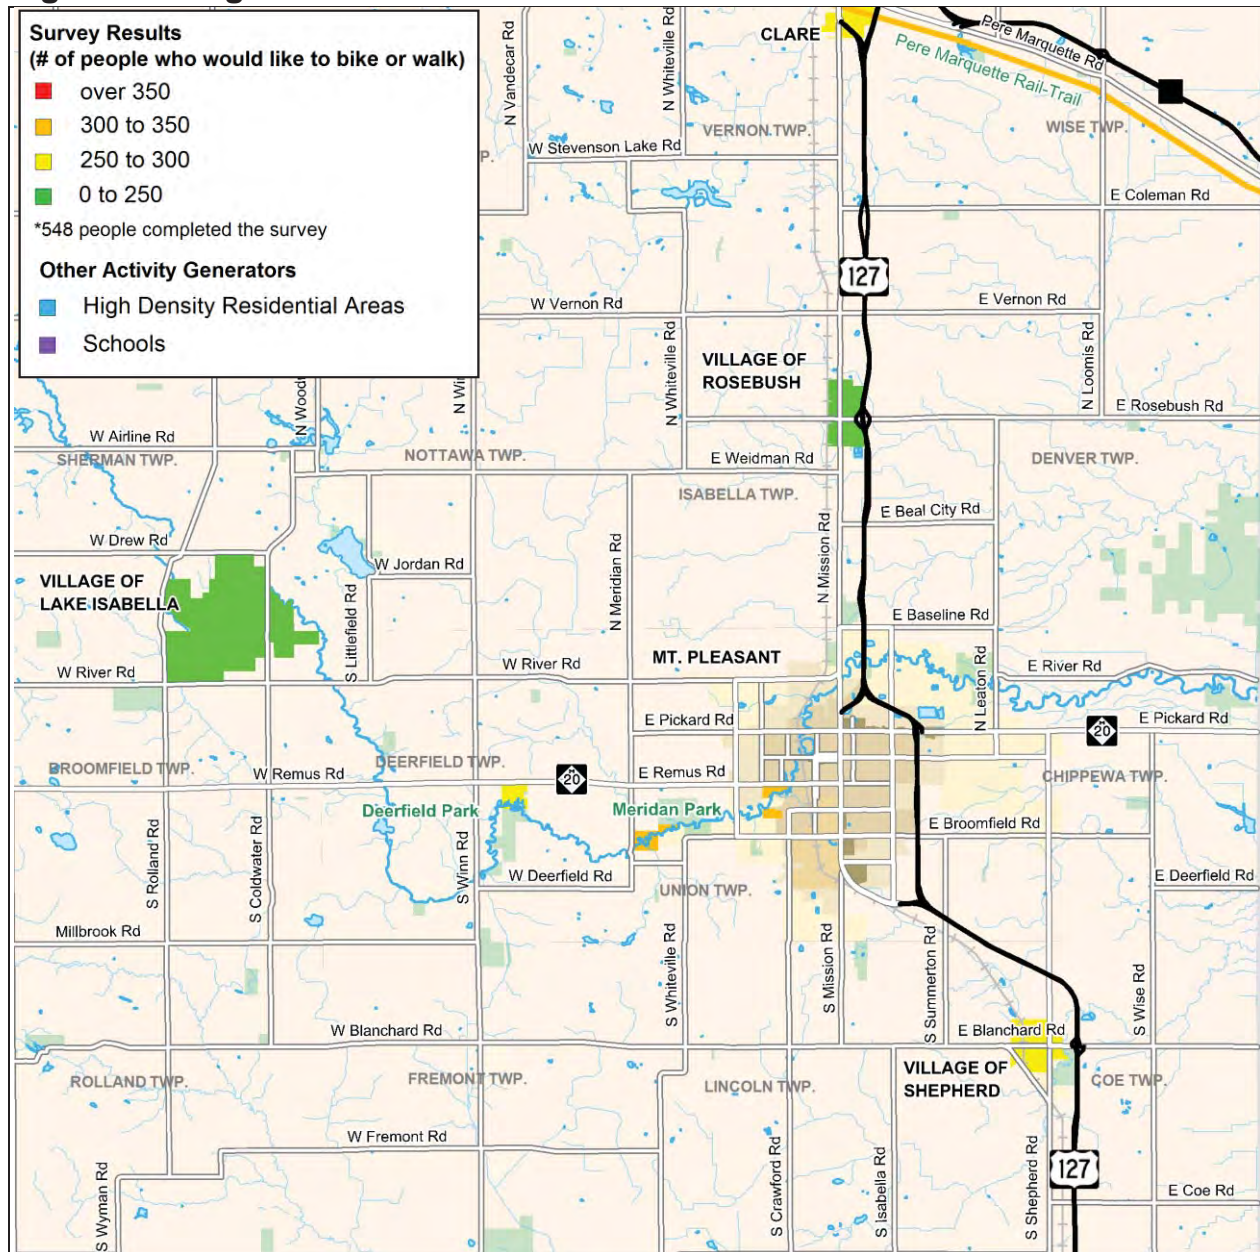 Survey Results
(# of people who would like to bike or walk)
over 350
300 to 350
250 to 300
0 to 250
*548 people completed the survey
Other Activity Generators
High Density Residential Areas
Schools
N Vandecar Rd
N Whiteville Rd
CLARE
Pere Marquette Rd
Pere Marquette Rail-Trail
VERNON TWP.
WISE TWP.
P.
W Stevenson Lake Rd
E Coleman Rd
127
W Vernon Rd
E Vernon Rd
N Woodr
N Win
N Whiteville Rd
VILLAGE OF
ROSEBUSH
N Loomis Rd
E Rosebush Rd
W Airline Rd
SHERMAN TWP.
NOTTAWA TWP.
E Weidman Rd
DENVER TWP.
ISABELLA TWP.
E Beal City Rd
W Drew Rd
W Jordan Rd
N Meridian Rd
N Mission Rd
VILLAGE OF
LAKE ISABELLA
S Littlefield Rd
E Baseline Rd
W River Rd
W River Rd
MT. PLEASANT
N Leaton Rd
E River Rd
E Pickard Rd
20
E Pickard Rd
BROOMFIELD TWP.
W Remus Rd
DEERFIELD TWP.
20
E Remus Rd
CHIPPEWA TWP.
Deerfield Park
Meridan Park
E Broomfield Rd
S Rolland Rd
S Coldwater Rd
S Winn Rd
W Deerfield Rd
UNION TWP.
E Deerfield Rd
Millbrook Rd
S Whiteville Rd
S Mission Rd
S Summerton Rd
S Wise Rd
W Blanchard Rd
E Blanchard Rd
ROLLAND TWP.
FREMONT TWP.
LINCOLN TWP.
VILLAGE OF
SHEPHERD
COE TWP.
W Fremont Rd
S Wyman Rd
S Crawford Rd
S Isabella Rd
S Shepherd Rd
127
E Coe Rd